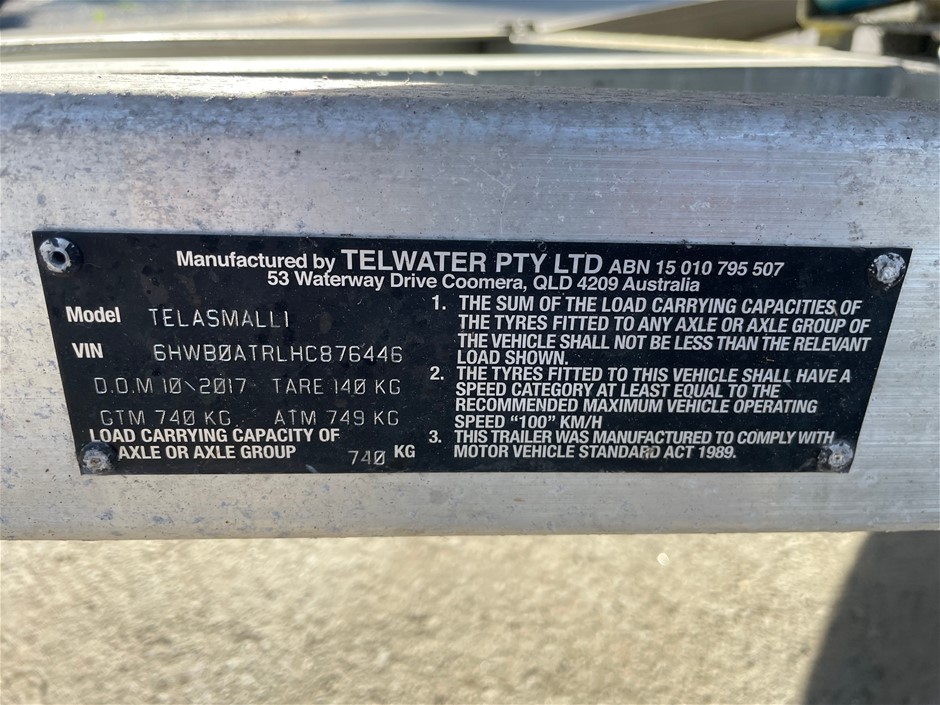 Manufactured by TELWATER PTY LTD ABN 15 010 795 507
53 Waterway Drive Coomera, QLD 4209 Australia
Model TELASMALL1
VIN 6HWB0ATRLHC876446
D.O.M 10\2017 TARE 140 KG
GTM 740 KG. ATM 749 KG
LOAD CARRYING CAPACITY OF
AXLE OR AXLE GROUP 740 KG
1. THE SUM OF THE LOAD CARRYING CAPACITIES OF
THE TYRES FITTED TO ANY AXLE OR AXLE GROUP OF
THE VEHICLE SHALL NOT BE LESS THAN THE RELEVANT
LOAD SHOWN.
2. THE TYRES FITTED TO THIS VEHICLE SHALL HAVE A
SPEED CATEGORY AT LEAST EQUAL TO THE
RECOMMENDED MAXIMUM VEHICLE OPERATING
SPEED "100" KM/H
3. THIS TRAILER WAS MANUFACTURED TO COMPLY WITH
MOTOR VEHICLE STANDARD ACT 1989.